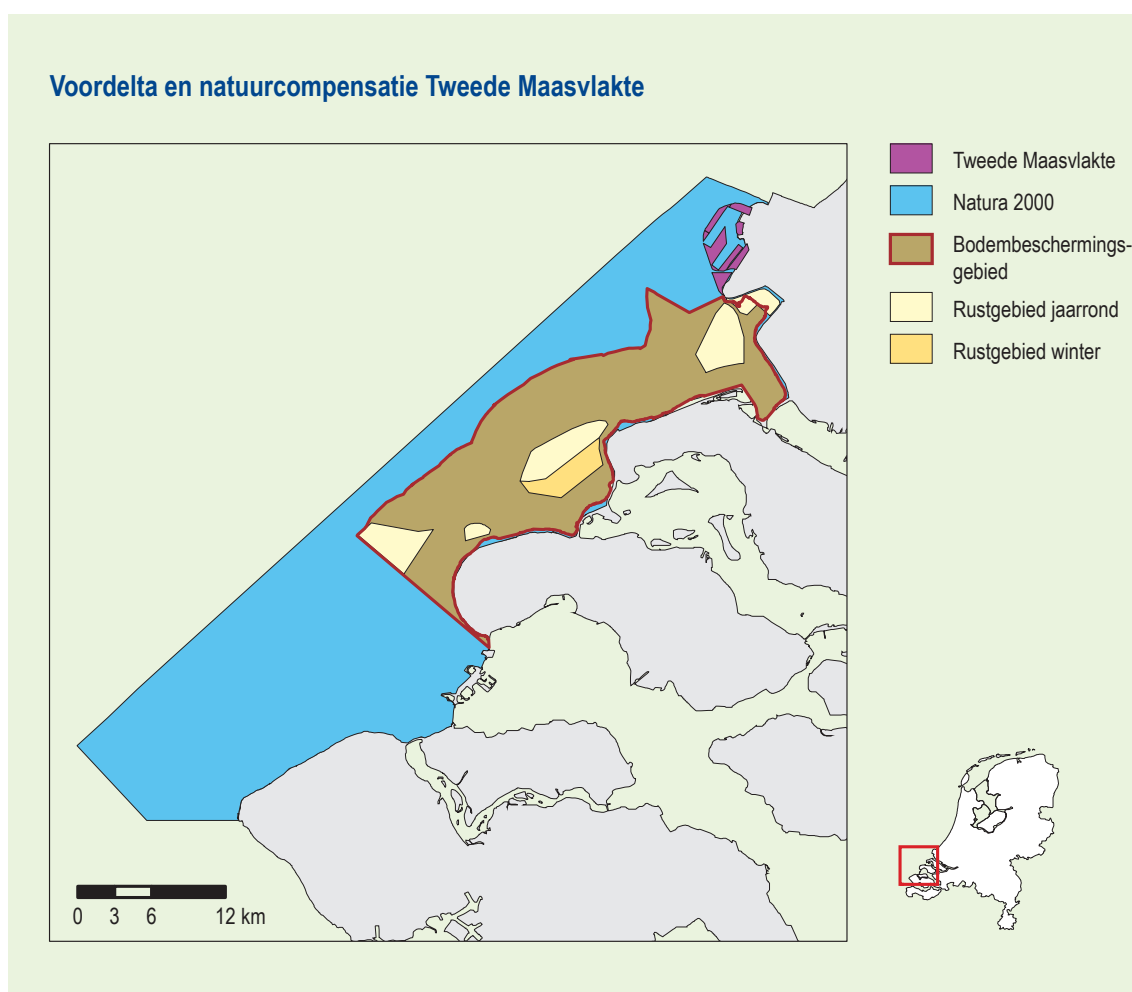 Voordelta en natuurcompensatie Tweede Maasvlakte
Tweede Maasvlakte
Natura 2000
Bodembeschermings-
gebied
Rustgebied jaarrond
Rustgebied winter
0 3 6 12 km